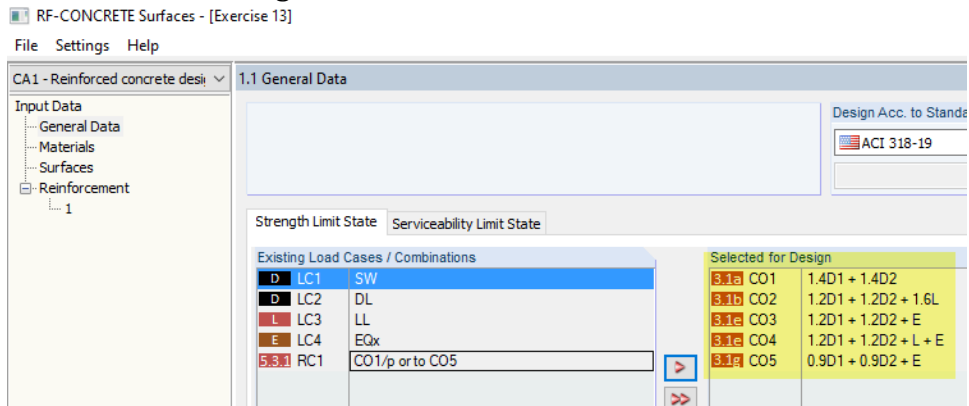 RF-CONCRETE Surfaces - [Exercise 13]
File Settings Help
CA1 - Reinforced concrete desig
1.1 General Data
Input Data
General Data
Materials
Surfaces
Reinforcement
1
Design Acc. to Standa
ACI 318-19
Strength Limit State Serviceability Limit State
Existing Load Cases / Combinations
D LC1 SW
D LC2 DL
L LC3 LL
E LC4 EQx
5.3.1 RC1 CO1/p or to CO5
>
>>
Selected for Design
3.1a CO1 1.4D1 + 1.4D2
3.1b CO2 1.2D1 + 1.2D2 + 1.6L
3.1e CO3 1.2D1 + 1.2D2 + E
3.1e CO4 1.2D1 + 1.2D2 + L + E
3.1g CO5 0.9D1 + 0.9D2 + E